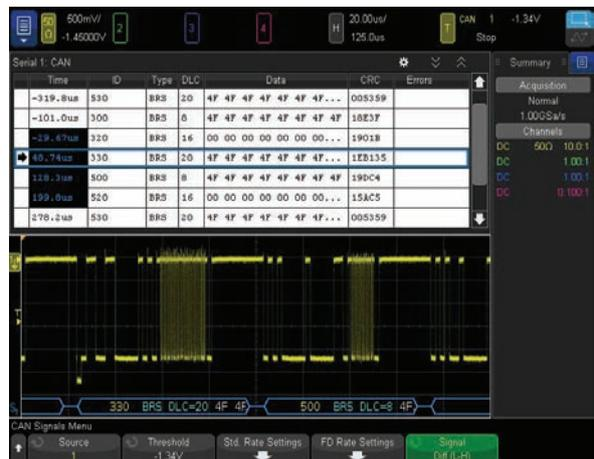 50 Ω 500mV/ -1.45000V 2 3 4 H 20.00us/ 125.0us T CAN 1 -1.34V Stop
Serial 1: CAN
Time ID Type DLC Data CRC Errors
-319.8us 530 BRS 20 4F 4F 4F 4F 4F 4F 4F... 005359
-101.0us 300 BRS 8 4F 4F 4F 4F 4F 4F 4F 4F 18E3F
-29.67us 320 BRS 16 00 00 00 00 00 00... 1901B
48.74us 330 BRS 20 4F 4F 4F 4F 4F 4F 4F... 1EB135
128.3us 500 BRS 8 4F 4F 4F 4F 4F 4F 4F 4F 19DC4
199.8us 520 BRS 16 00 00 00 00 00 00... 15AC5
278.2us 530 BRS 20 4F 4F 4F 4F 4F 4F 4F... 005359
Summary
Acquisition
Normal
1.00GSa/s
Channels
DC 50Ω 10.0:1
DC 1.00:1
DC 1.00:1
DC 0.100:1
T
S1 330 BRS DLC=20 4F 4F 500 BRS DLC=8 4F
CAN Signals Menu
Source 1
Threshold -1.34V
Std. Rate Settings
FD Rate Settings
Signal Diff (L-H)